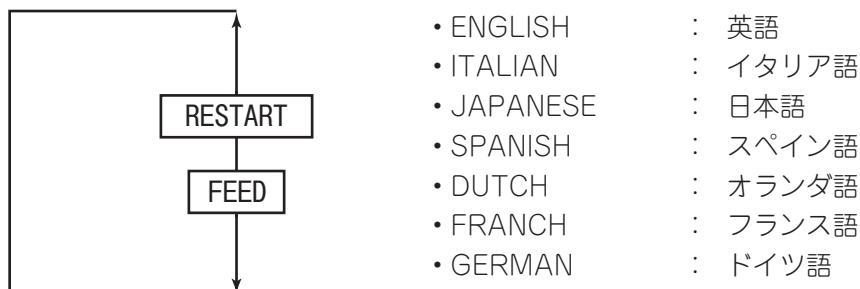 RESTART
FEED
・ENGLISH : 英語
・ITALIAN : イタリア語
・JAPANESE : 日本語
・SPANISH : スペイン語
・DUTCH : オランダ語
・FRANCH : フランス語
・GERMAN : ドイツ語